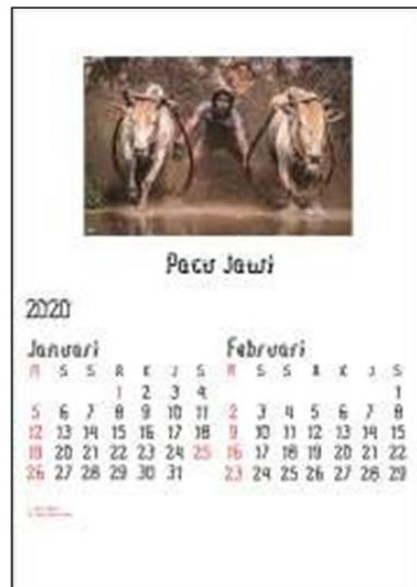 Pacu Jawi
2020
Januari
M S S R K J S
1 2 3 4
5 6 7 8 9 10 11
12 13 14 15 16 17 18
19 20 21 22 23 24 25
26 27 28 29 30 31
Februari
M S S R K J S
1
2 3 4 5 6 7 8
9 10 11 12 13 14 15
16 17 18 19 20 21 22
23 24 25 26 27 28 29